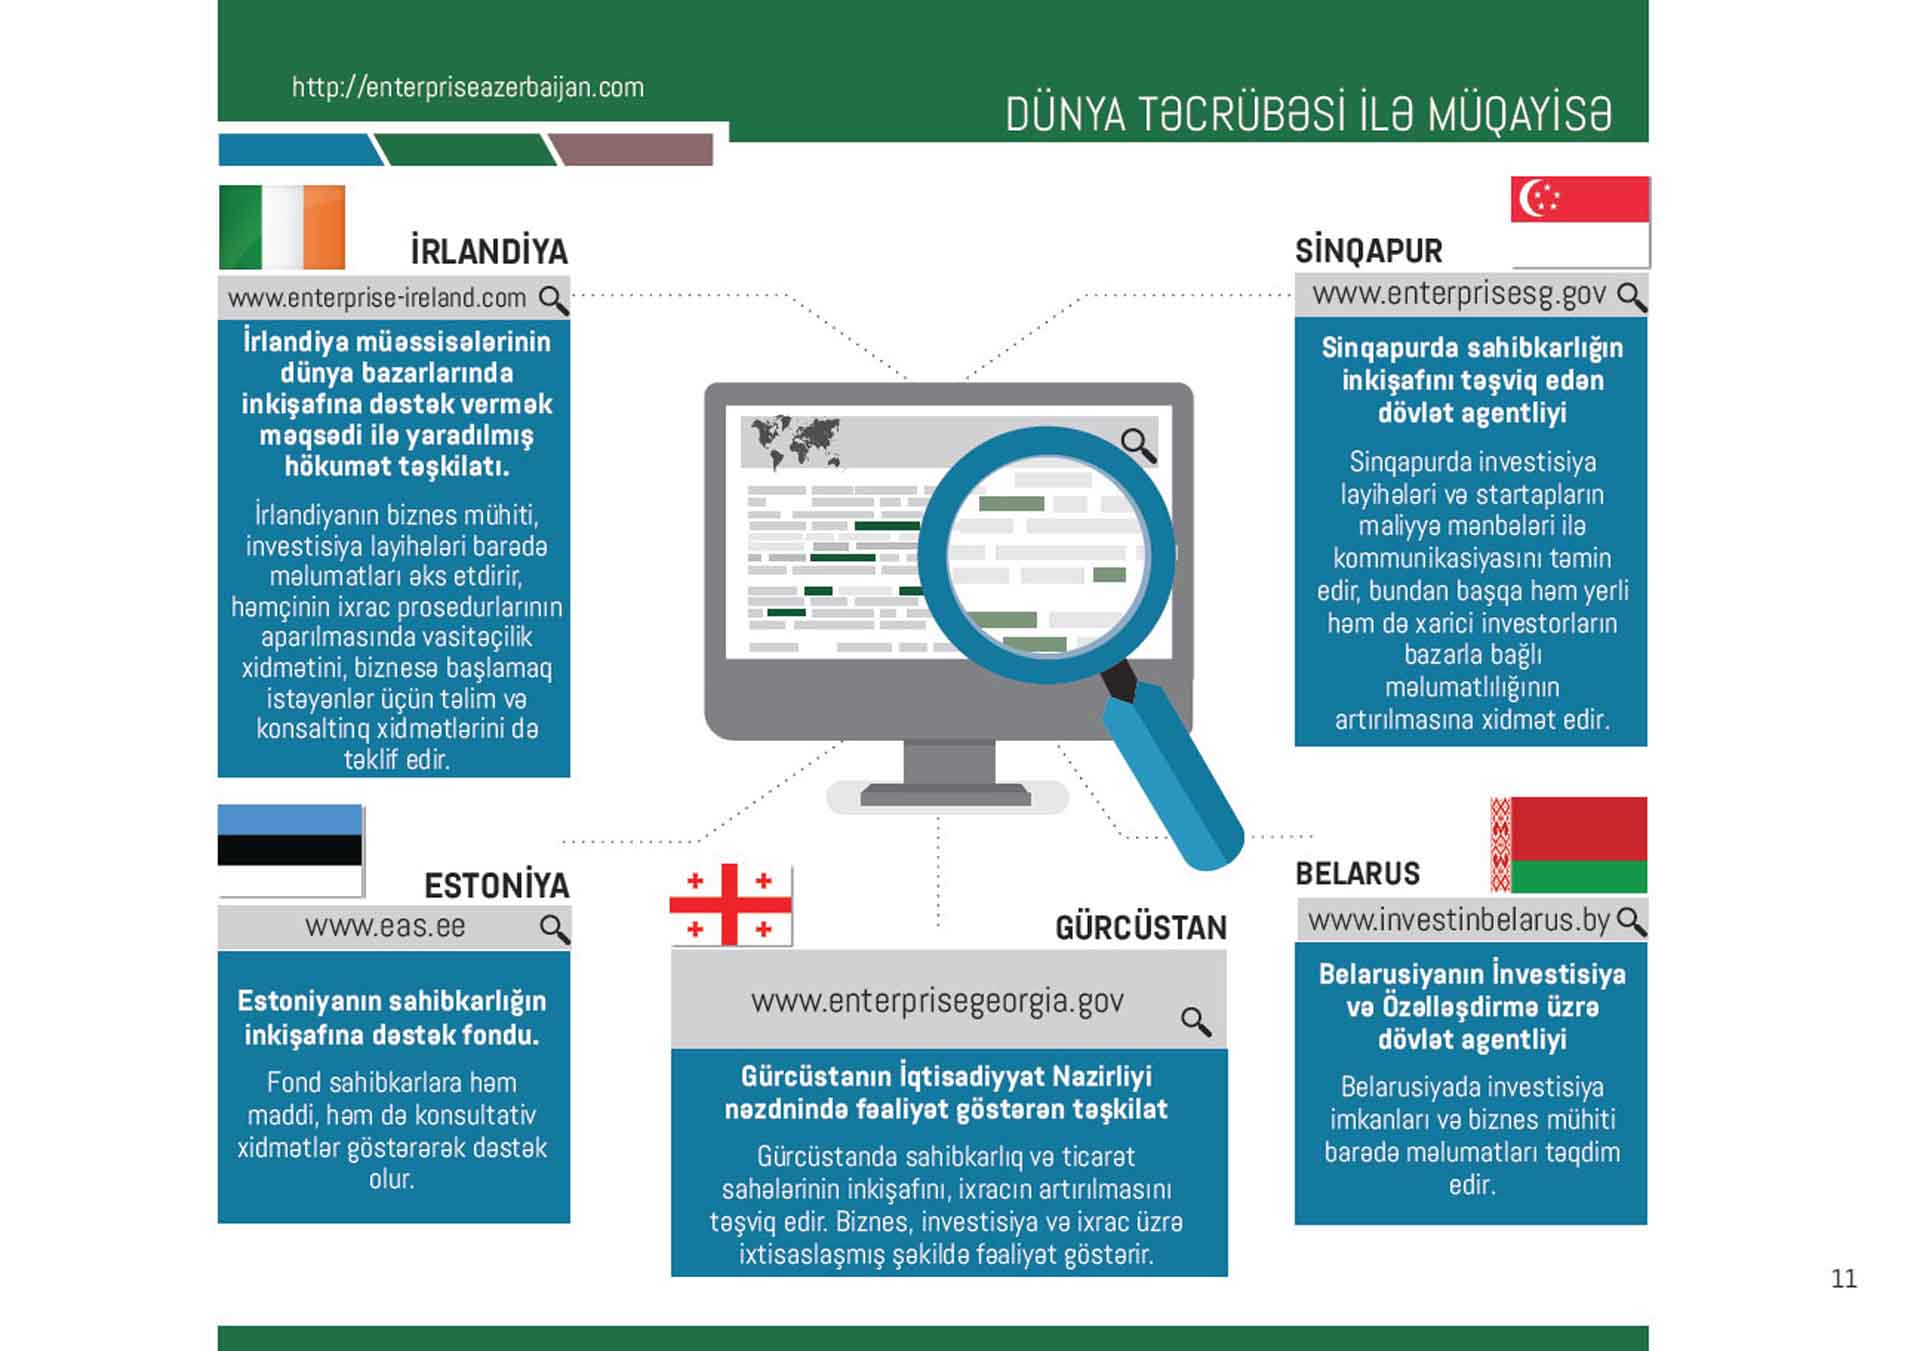 http://enterpriseazerbaijan.com
DÜNYA TƏCRÜBƏSİ İLƏ MÜQAYİSƏ
İRLANDİYA
www.enterprise-ireland.com
İrlandiya müəssisələrinin
dünya bazarlarında
inkişafına dəstək vermək
məqsədi ilə yaradılmış
hökumət təşkilatı.
İrlandiyanın biznes mühiti,
investisiya layihələri barədə
məlumatları əks etdirir,
həmçinin ixrac prosedurlarının
aparılmasında vasitəçilik
xidmətini, biznesə başlamaq
istəyənlər üçün təlim və
konsaltinq xidmətlərini də
təklif edir.
SİNQAPUR
www.enterprisesg.gov
Sinqapurda sahibkarlığın
inkişafını təşviq edən
dövlət agentliyi
Sinqapurda investisiya
layihələri və startapların
maliyyə mənbələri ilə
kommunikasiyasını təmin
edir, bundan başqa həm yerli
həm də xarici investorların
bazarla bağlı
məlumatlılığının
artırılmasına xidmət edir.
ESTONİYA
www.eas.ee
Estoniyanın sahibkarlığın
inkişafına dəstək fondu.
Fond sahibkarlara həm
maddi, həm də konsultativ
xidmətlər göstərərək dəstək
olur.
GÜRCÜSTAN
www.enterprisegeorgia.gov
Gürcüstanın İqtisadiyyat Nazirliyi
nəzdnində fəaliyət göstərən təşkilat
Gürcüstanda sahibkarlıq və ticarət
sahələrinin inkişafını, ixracın artırılmasını
təşviq edir. Biznes, investisiya və ixrac üzrə
ixtisaslaşmış şəkildə fəaliyət göstərir.
BELARUS
www.investinbelarus.by
Belarusiyanın İnvestisiya
və Özəlləşdirmə üzrə
dövlət agentliyi
Belarusiyada investisiya
imkanları və biznes mühiti
barədə məlumatları təqdim
edir.
11